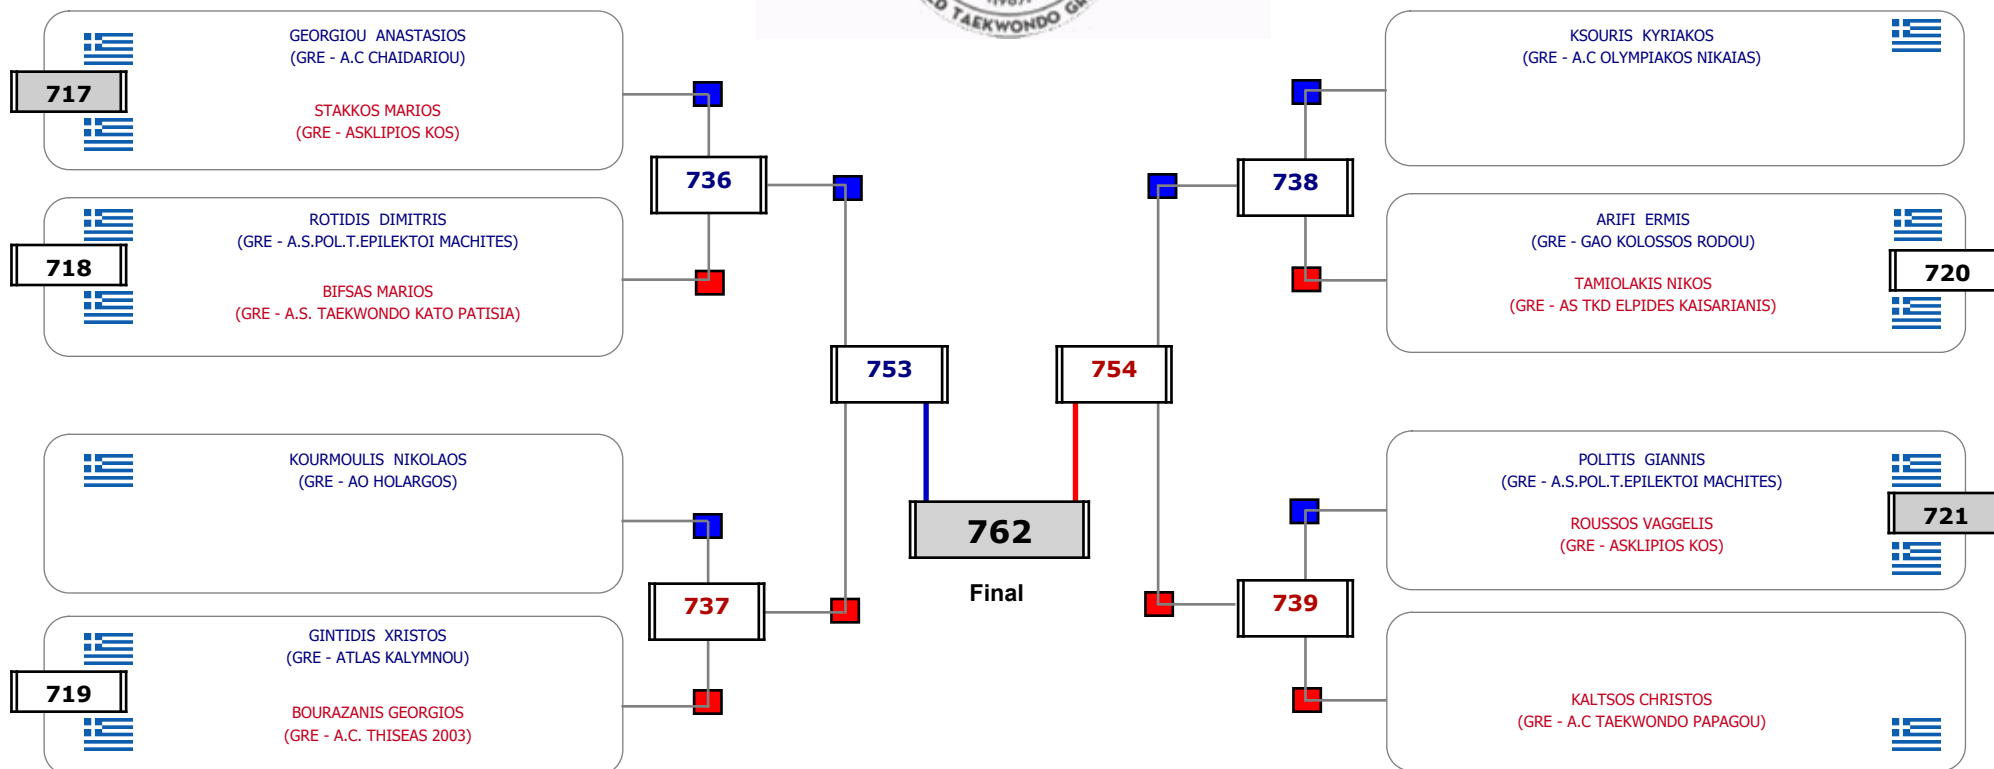 TAEKWONDO
GEORGIOU ANASTASIOS
(GRE - A.C CHAIDARIOU)
717
STAKKOS MARIOS
(GRE - ASKLIPIOS KOS)
736
ROTIDIS DIMITRIS
(GRE - A.S.POL.T.EPILEKTOI MACHITES)
718
BIFSAS MARIOS
(GRE - A.S. TAEKWONDO KATO PATISIA)
753
KOURMOULIS NIKOLAOS
(GRE - AO HOLARGOS)
737
GINTIDIS XRISTOS
(GRE - ATLAS KALYMNOU)
719
BOURAZANIS GEORGIOS
(GRE - A.C. THISEAS 2003)
762
Final
KSOURIS KYRIAKOS
(GRE - A.C OLYMPIAKOS NIKAIAS)
738
ARIFI ERMIS
(GRE - GAO KOLOSSOS RODOU)
720
TAMIOLAKIS NIKOS
(GRE - AS TKD ELPIDES KAISARIANIS)
754
POLITIS GIANNIS
(GRE - A.S.POL.T.EPILEKTOI MACHITES)
721
ROUSSOS VAGGELIS
(GRE - ASKLIPIOS KOS)
739
KALTSOS CHRISTOS
(GRE - A.C TAEKWONDO PAPAGOU)